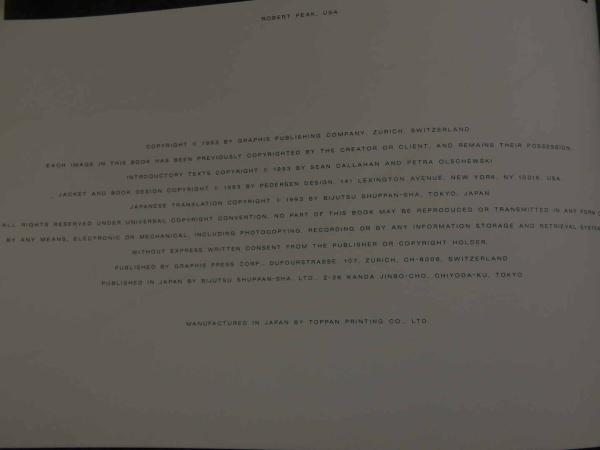 ROBERT PEAK, USA
COPYRIGHT © 1993 BY GRAPHIS PUBLISHING COMPANY, ZURICH, SWITZERLAND
EACH IMAGE IN THIS BOOK HAS BEEN PREVIOUSLY COPYRIGHTED BY THE CREATOR OR CLIENT, AND REMAINS THEIR POSSESSION.
INTRODUCTORY TEXTS COPYRIGHT © 1993 BY SEAN CALLAHAN AND PETRA OLSCHEWSKI
JACKET AND BOOK DESIGN COPYRIGHT © 1993 BY PEDERSEN DESIGN, 141 LEXINGTON AVENUE, NEW YORK, NY 10016, USA
JAPANESE TRANSLATION COPYRIGHT © 1993 BY BIJUTSU SHUPPAN-SHA, TOKYO, JAPAN
ALL RIGHTS RESERVED UNDER UNIVERSAL COPYRIGHT CONVENTION. NO PART OF THIS BOOK MAY BE REPRODUCED OR TRANSMITTED IN ANY FORM
BY ANY MEANS, ELECTRONIC OR MECHANICAL, INCLUDING PHOTOCOPYING, RECORDING OR BY ANY INFORMATION STORAGE AND RETRIEVAL SYSTEM
WITHOUT EXPRESS WRITTEN CONSENT FROM THE PUBLISHER OR COPYRIGHT HOLDER.
PUBLISHED BY GRAPHIS PRESS CORP., DUFOURSTRASSE 107, ZURICH, CH-8008, SWITZERLAND
PUBLISHED IN JAPAN BY BIJUTSU SHUPPAN-SHA, LTD., 2-36 KANDA JINBO-CHO, CHIYODA-KU, TOKYO
MANUFACTURED IN JAPAN BY TOPPAN PRINTING CO., LTD.